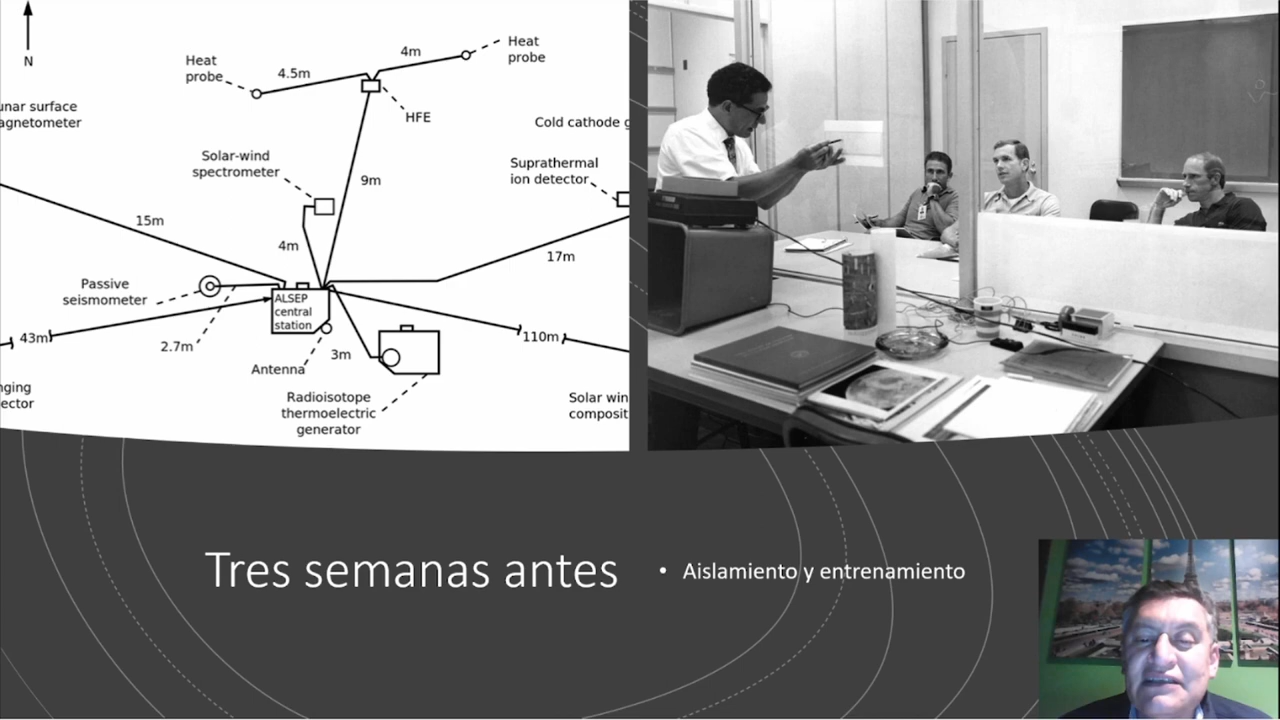 N
Heat
probe
4.5m
4m
Heat
probe
HFE
unar surface
agnetometer
Cold cathode g
Solar-wind
spectrometer
Suprathermal
ion detector
9m
15m
4m
17m
Passive
seismometer
ALSEP
central
station
43m
2.7m
110m
Antenna
3m
nging
ector
Radioisotope
thermoelectric
generator
Solar win
composit
Tres semanas antes
• Aislamiento y entrenamiento